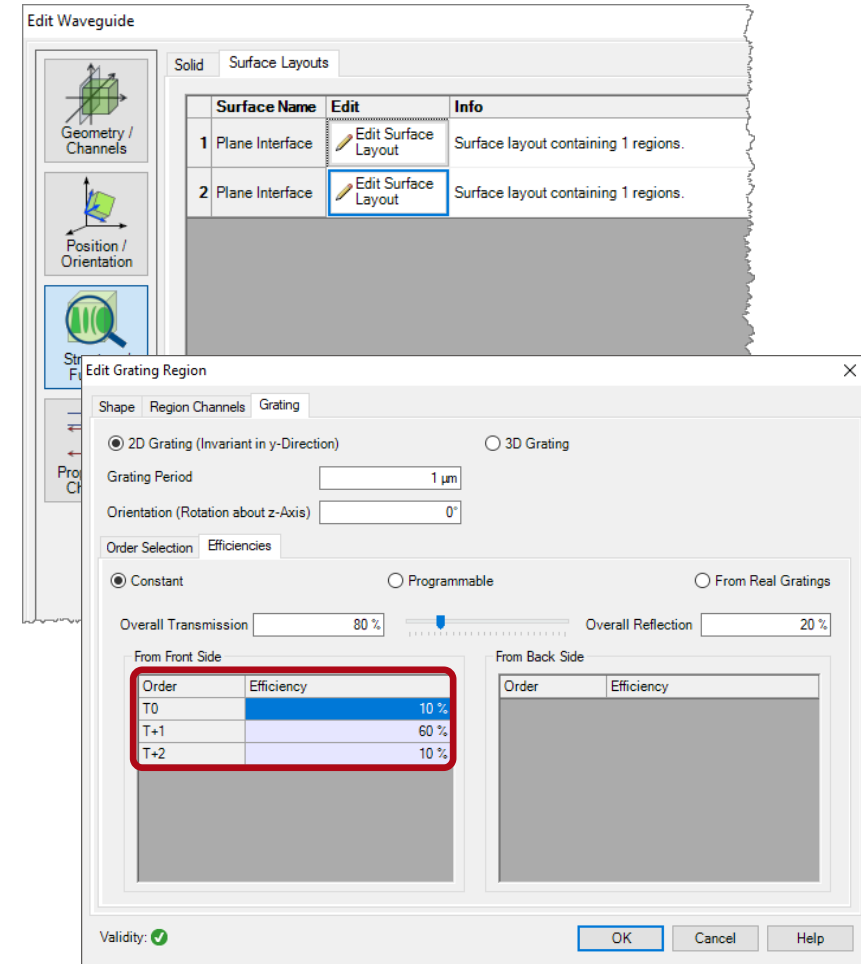 Edit Waveguide
Solid Surface Layouts
Surface Name Edit Info
Geometry /
Channels
1 Plane Interface Edit Surface
Layout Surface layout containing 1 regions.
2 Plane Interface Edit Surface
Layout Surface layout containing 1 regions.
Position /
Orientation
Edit Grating Region
Shape Region Channels Grating
2D Grating (Invariant in y-Direction) 3D Grating
Grating Period 1 µm
Orientation (Rotation about z-Axis) 0°
Order Selection Efficiencies
Constant Programmable From Real Gratings
Overall Transmission 80 % Overall Reflection 20 %
From Front Side From Back Side
Order Efficiency Order Efficiency
T0 10 %
T+1 60 %
T+2 10 %
Validity:
OK Cancel Help